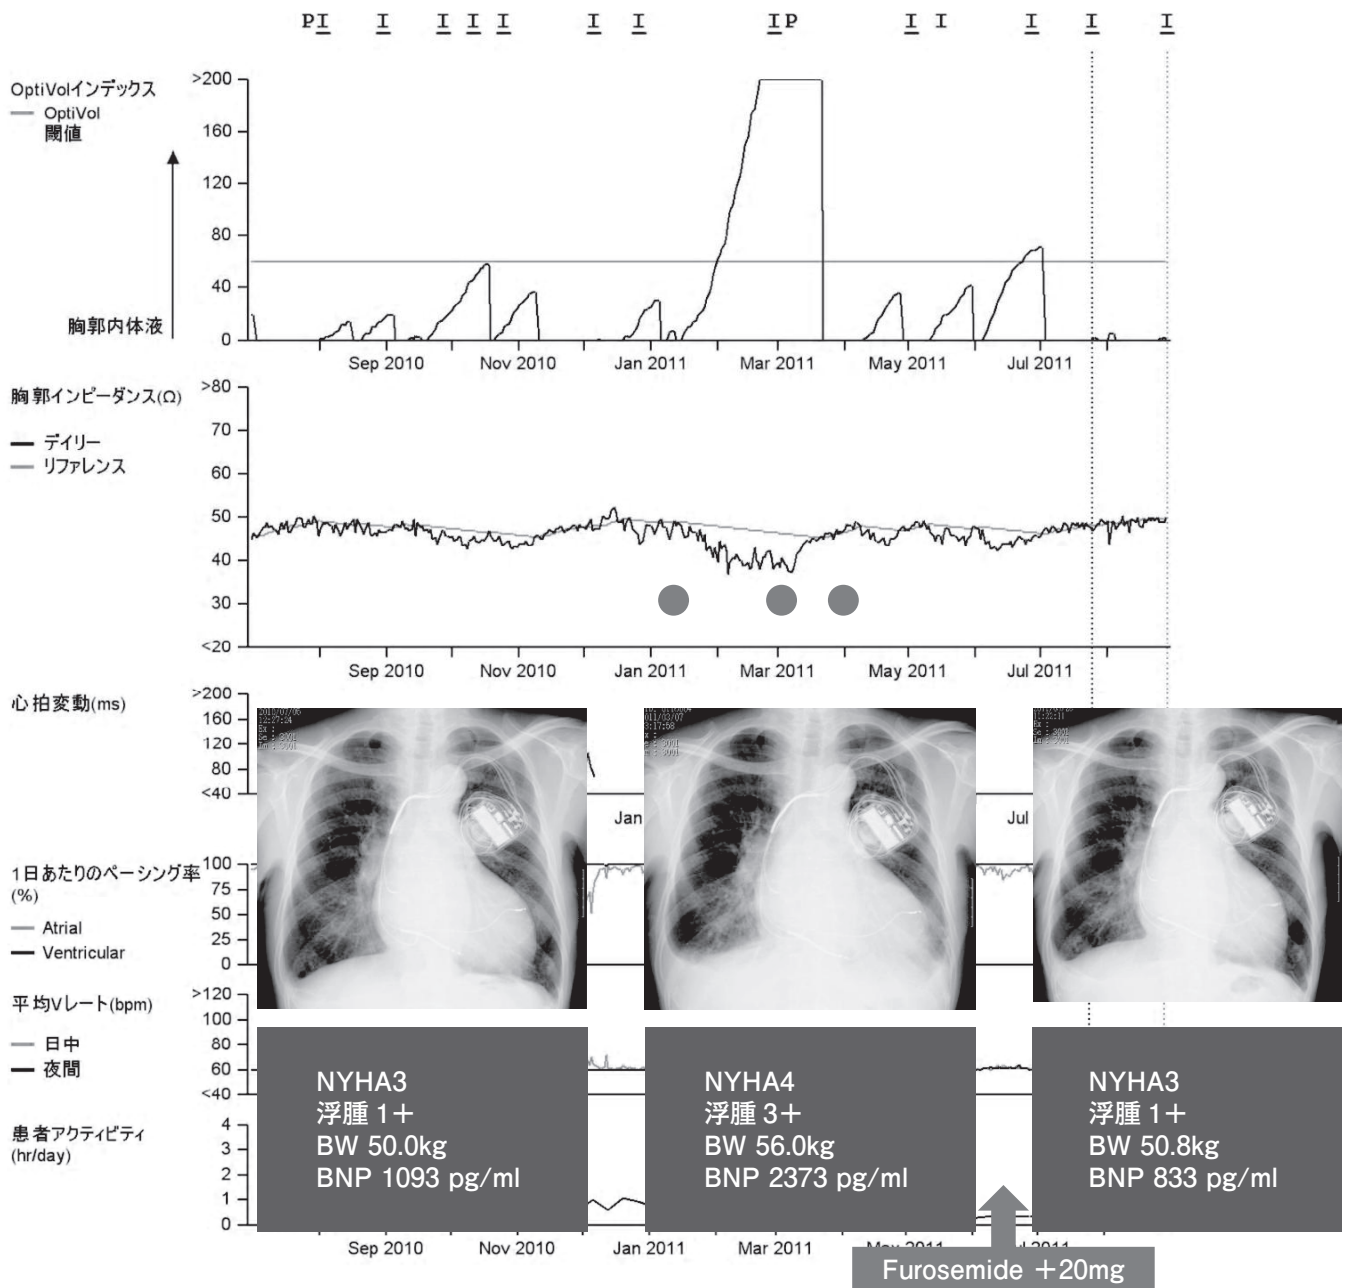 PI I I I I I I IP I I I I I
OptiVolインデックス
OptiVol
閾値
胸郭内体液
>200
160
120
80
40
0
Sep 2010 Nov 2010 Jan 2011 Mar 2011 May 2011 Jul 2011
胸郭インピーダンス(Ω)
デイリー
リファレンス
>80
70
60
50
40
30
<20
Sep 2010 Nov 2010 Jan 2011 Mar 2011 May 2011 Jul 2011
心拍変動(ms)
>200
160
120
80
<40
Jan Jul
1日あたりのペーシング率
(%)
Atrial
Ventricular
100
75
50
25
0
平均Vレート(bpm)
日中
夜間
>120
100
80
60
<40
患者アクティビティ
(hr/day)
4
3
2
1
0
NYHA3
浮腫 1+
BW 50.0kg
BNP 1093 pg/ml
NYHA4
浮腫 3+
BW 56.0kg
BNP 2373 pg/ml
NYHA3
浮腫 1+
BW 50.8kg
BNP 833 pg/ml
Sep 2010 Nov 2010 Jan 2011 Mar 2011 May 2011 Jul 2011
Furosemide +20mg